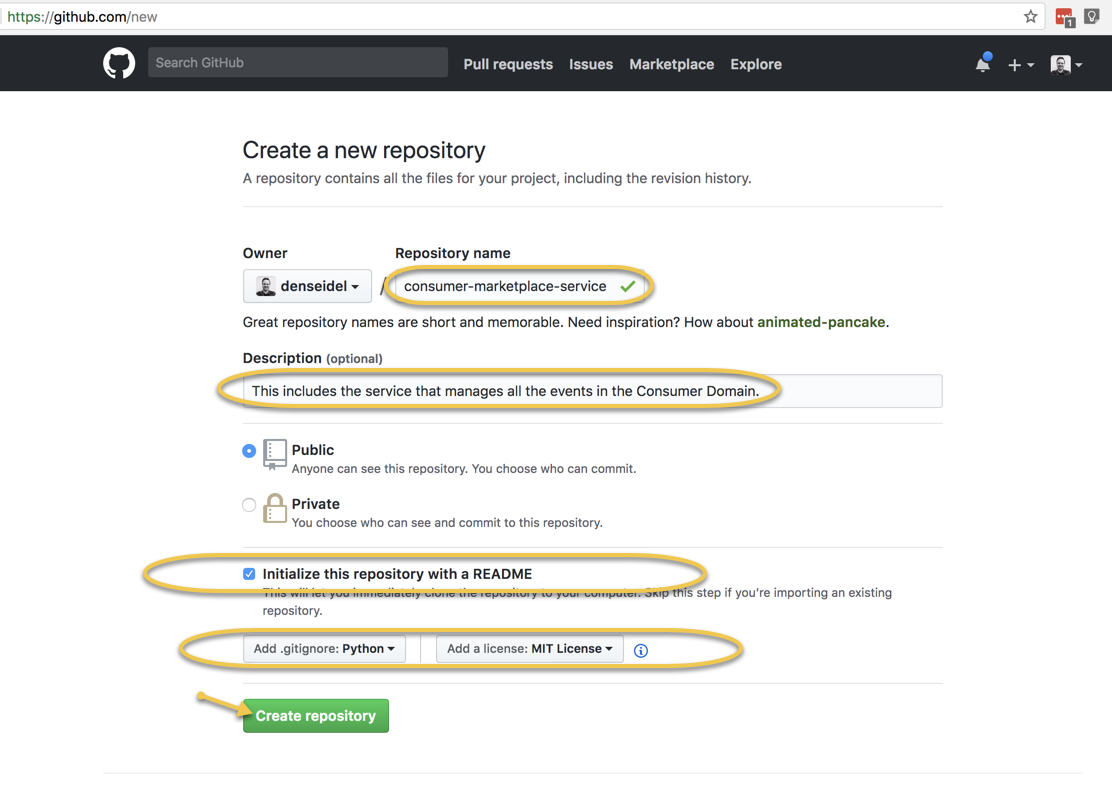 https://github.com/new
1
Search GitHub
Pull requests Issues Marketplace Explore
Create a new repository
A repository contains all the files for your project, including the revision history.
Owner
Repository name
denseidel
/
consumer-marketplace-service
Great repository names are short and memorable. Need inspiration? How about animated-pancake.
Description (optional)
This includes the service that manages all the events in the Consumer Domain.
Public
Anyone can see this repository. You choose who can commit.
Private
You choose who can see and commit to this repository.
Initialize this repository with a README
This will let you immediately clone the repository to your computer. Skip this step if you’re importing an existing
repository.
Add .gitignore: Python
Add a license: MIT License
Create repository